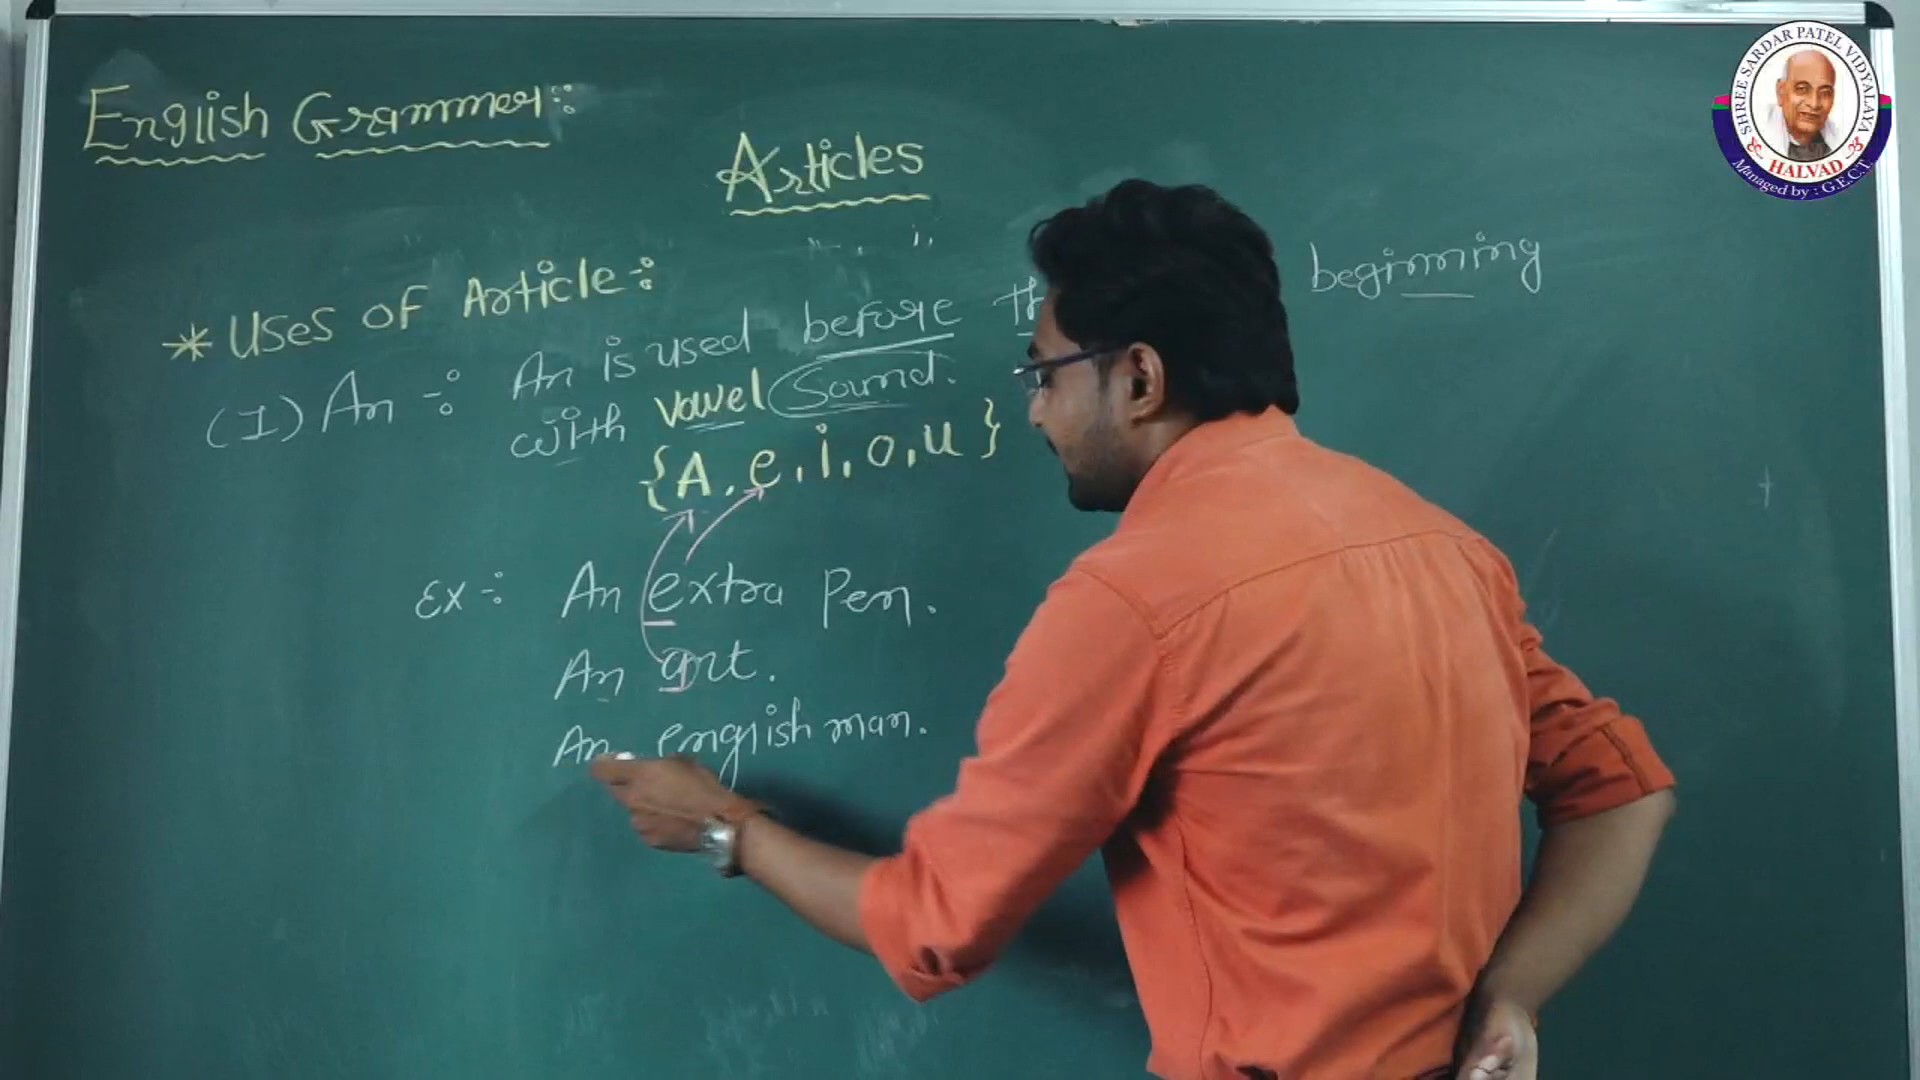 English Grammer :-
Articles
* Uses of Article :-
(I) An :- An is used before beginning
with vowel Sound.
{A, e, i, o, u}
Ex :- An extra Pen.
An art.
An english man.
SHREE SARDAR PATEL VIDYALAYA
HALVAD
Managed by : G.E.C.T.